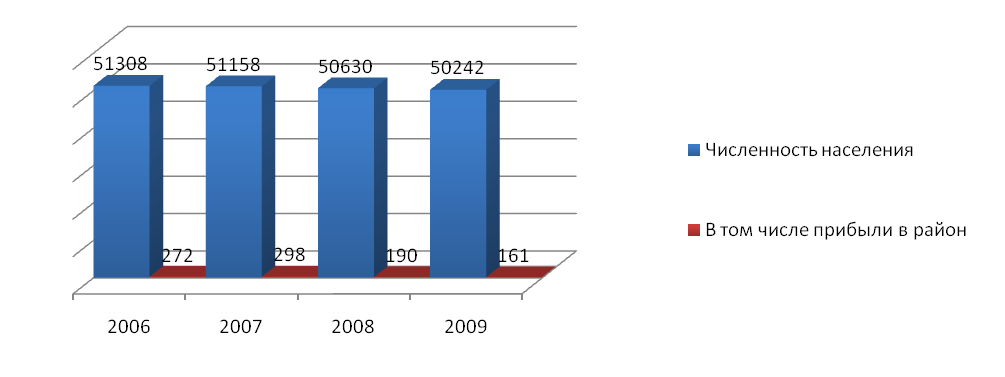 51308 51158 50630 50242
272 298 190 161
2006 2007 2008 2009
Численность населения
В том числе прибыли в район